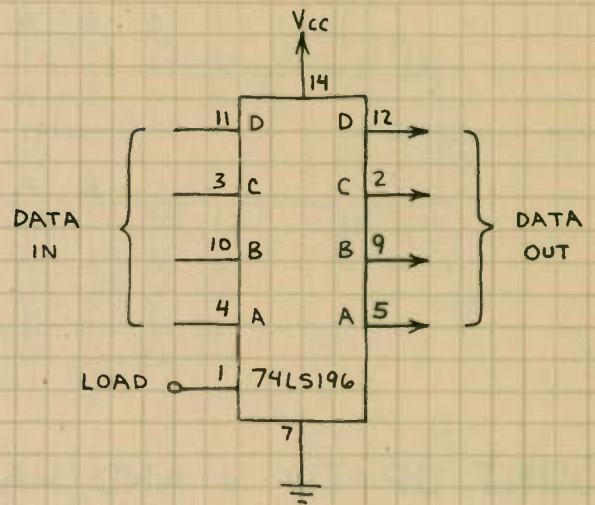 Vcc
14
11 D D 12
3 C C 2
DATA IN
10 B B 9
DATA OUT
4 A A 5
LOAD 1 74LS196
7